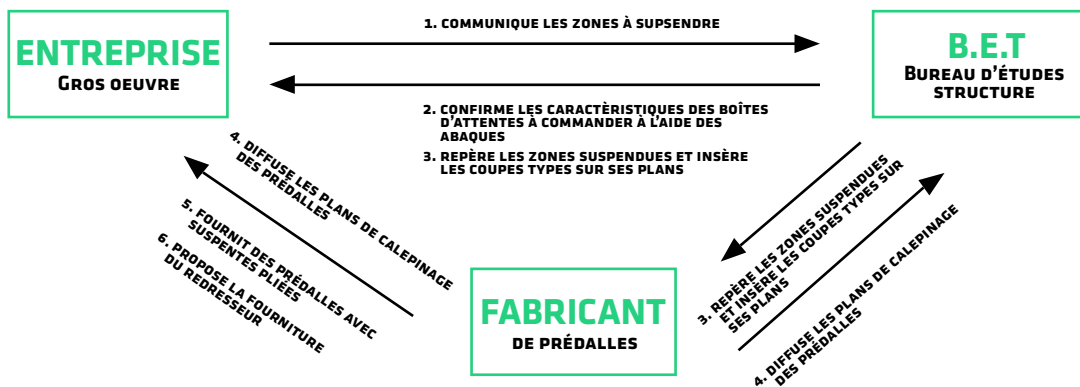 1. COMMUNIQUE LES ZONES À SUPSENDRE
ENTREPRISE
GROS OEUVRE
B.E.T
BUREAU D'ÉTUDES
STRUCTURE
2. CONFIRME LES CARACTÈRISTIQUES DES BOÎTES
D'ATTENTES À COMMANDER À L'AIDE DES
ABAQUES
3. REPÈRE LES ZONES SUSPENDUES ET INSÈRE
LES COUPES TYPES SUR SES PLANS
4. DIFFUSE LES PLANS DE CALEPINAGE
DES PRÉDALLES
5. FOURNIT DES PRÉDALLES AVEC
SUSPENTES PLIÉES
6. PROPOSE LA FOURNITURE
DU REDRESSEUR
FABRICANT
DE PRÉDALLES
3. REPÈRE LES ZONES SUSPENDUES
ET INSÈRE LES COUPES TYPES SUR
SES PLANS
4. DIFFUSE LES PLANS DE CALEPINAGE
DES PRÉDALLES